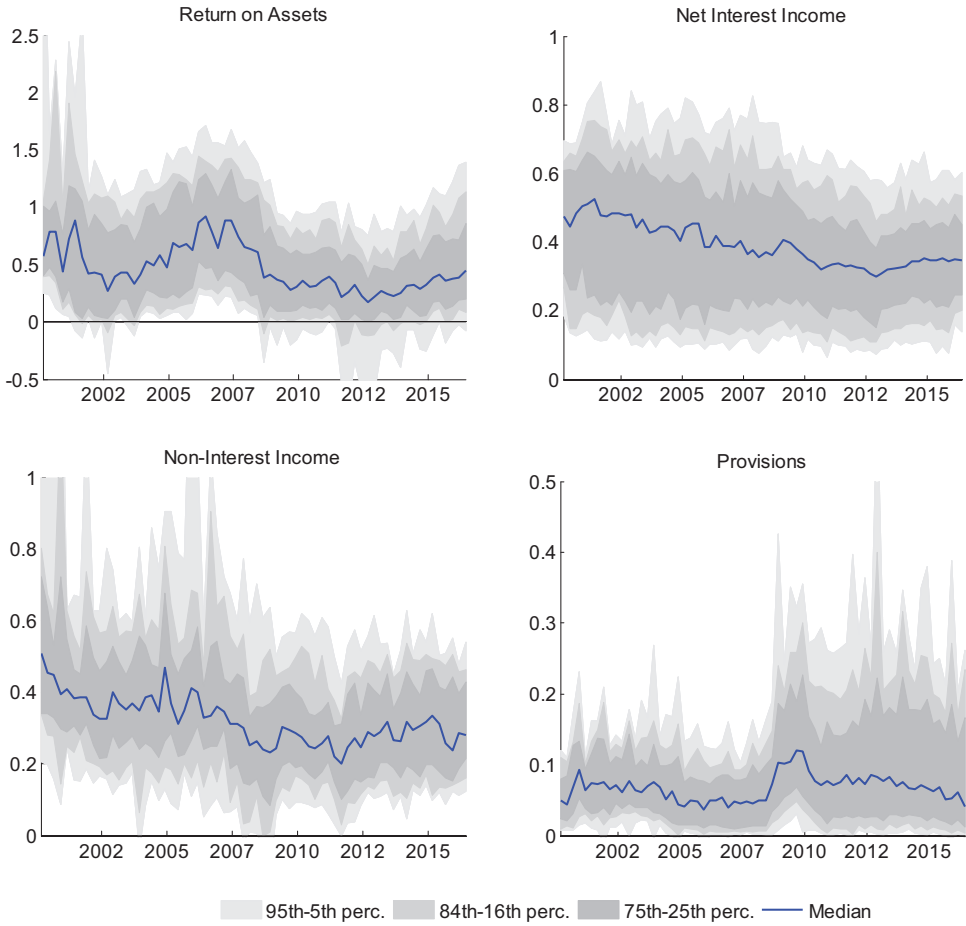 Return on Assets
2.5
2
1.5
1
0.5
0
-0.5
2002 2005 2007 2010 2012 2015
Net Interest Income
1
0.8
0.6
0.4
0.2
0
2002 2005 2007 2010 2012 2015
Non-Interest Income
1
0.8
0.6
0.4
0.2
0
2002 2005 2007 2010 2012 2015
Provisions
0.5
0.4
0.3
0.2
0.1
0
2002 2005 2007 2010 2012 2015
95th-5th perc. 84th-16th perc. 75th-25th perc. Median